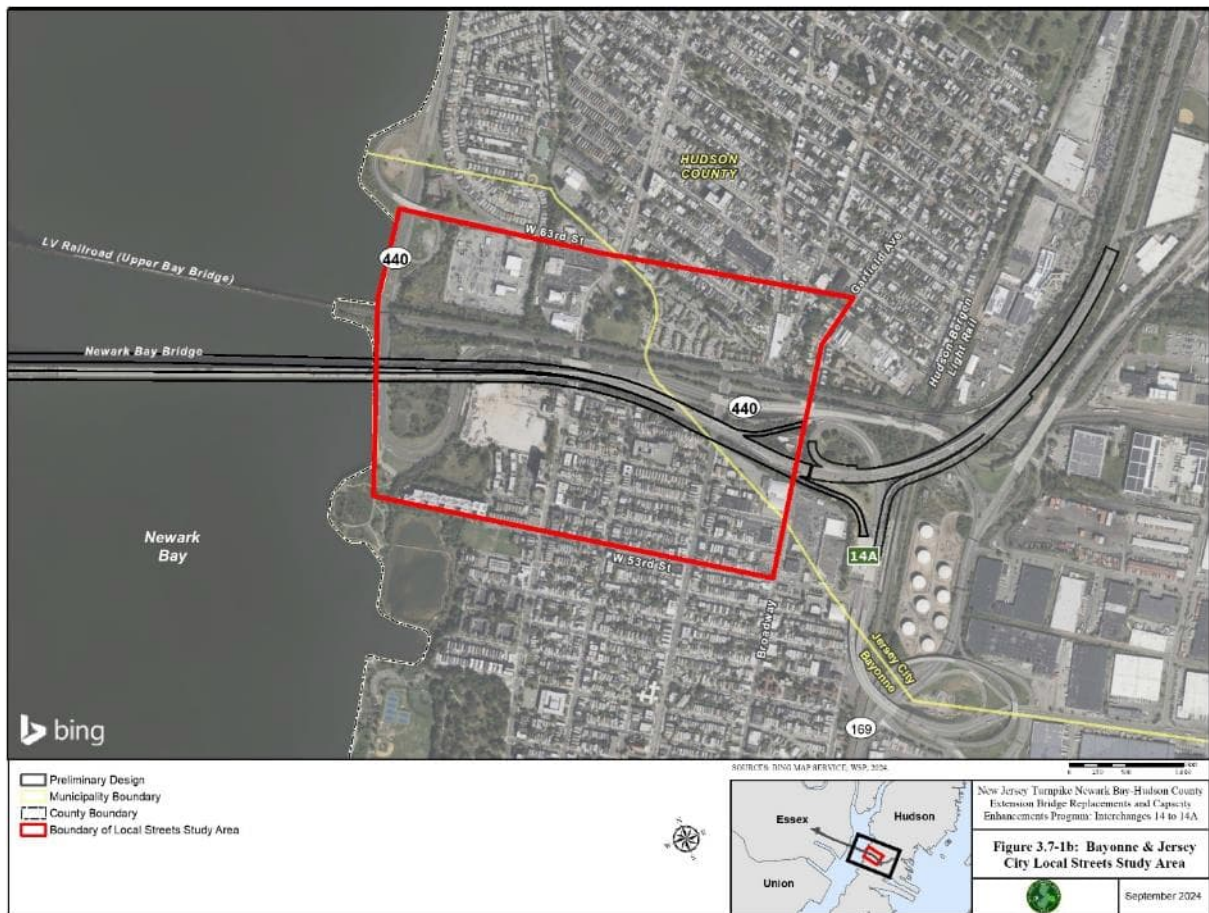 HUDSON
COUNTY
W 63rd St
Garfield Ave
440
LV Railroad (Upper Bay Bridge)
Hudson Bergen
Light Rail
Newark Bay Bridge
440
Newark
Bay
14A
W 53rd St
Broadway
Jersey City
Bayonne
169
bing
Preliminary Design
Municipality Boundary
County Boundary
Boundary of Local Streets Study Area
SOURCES: BING MAP SERVICE, WSP, 2024.
0 250 500
Essex
Hudson
Union
New Jersey Turnpike Newark Bay-Hudson County
Extension Bridge Replacements and Capacity
Enhancements Program: Interchanges 14 to 14A
Figure 3.7-1b: Bayonne & Jersey
City Local Streets Study Area
September 2024